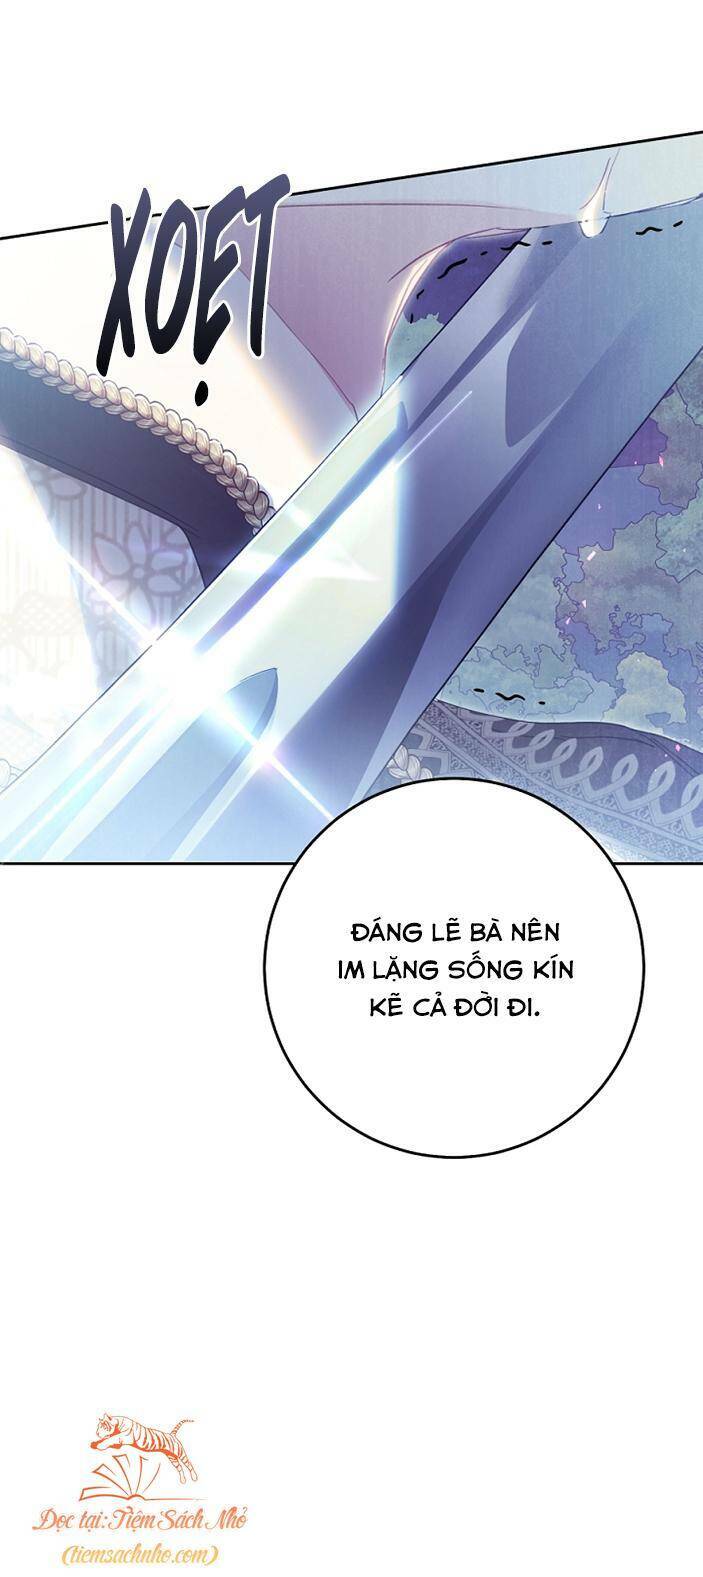 XOẸT
ĐÁNG LẼ BÀ NÊN
IM LẶNG SỐNG KÍN
KẼ CẢ ĐỜI ĐI.
Đọc tại: Tiệm Sách Nhỏ
(tiemsachnho.com)